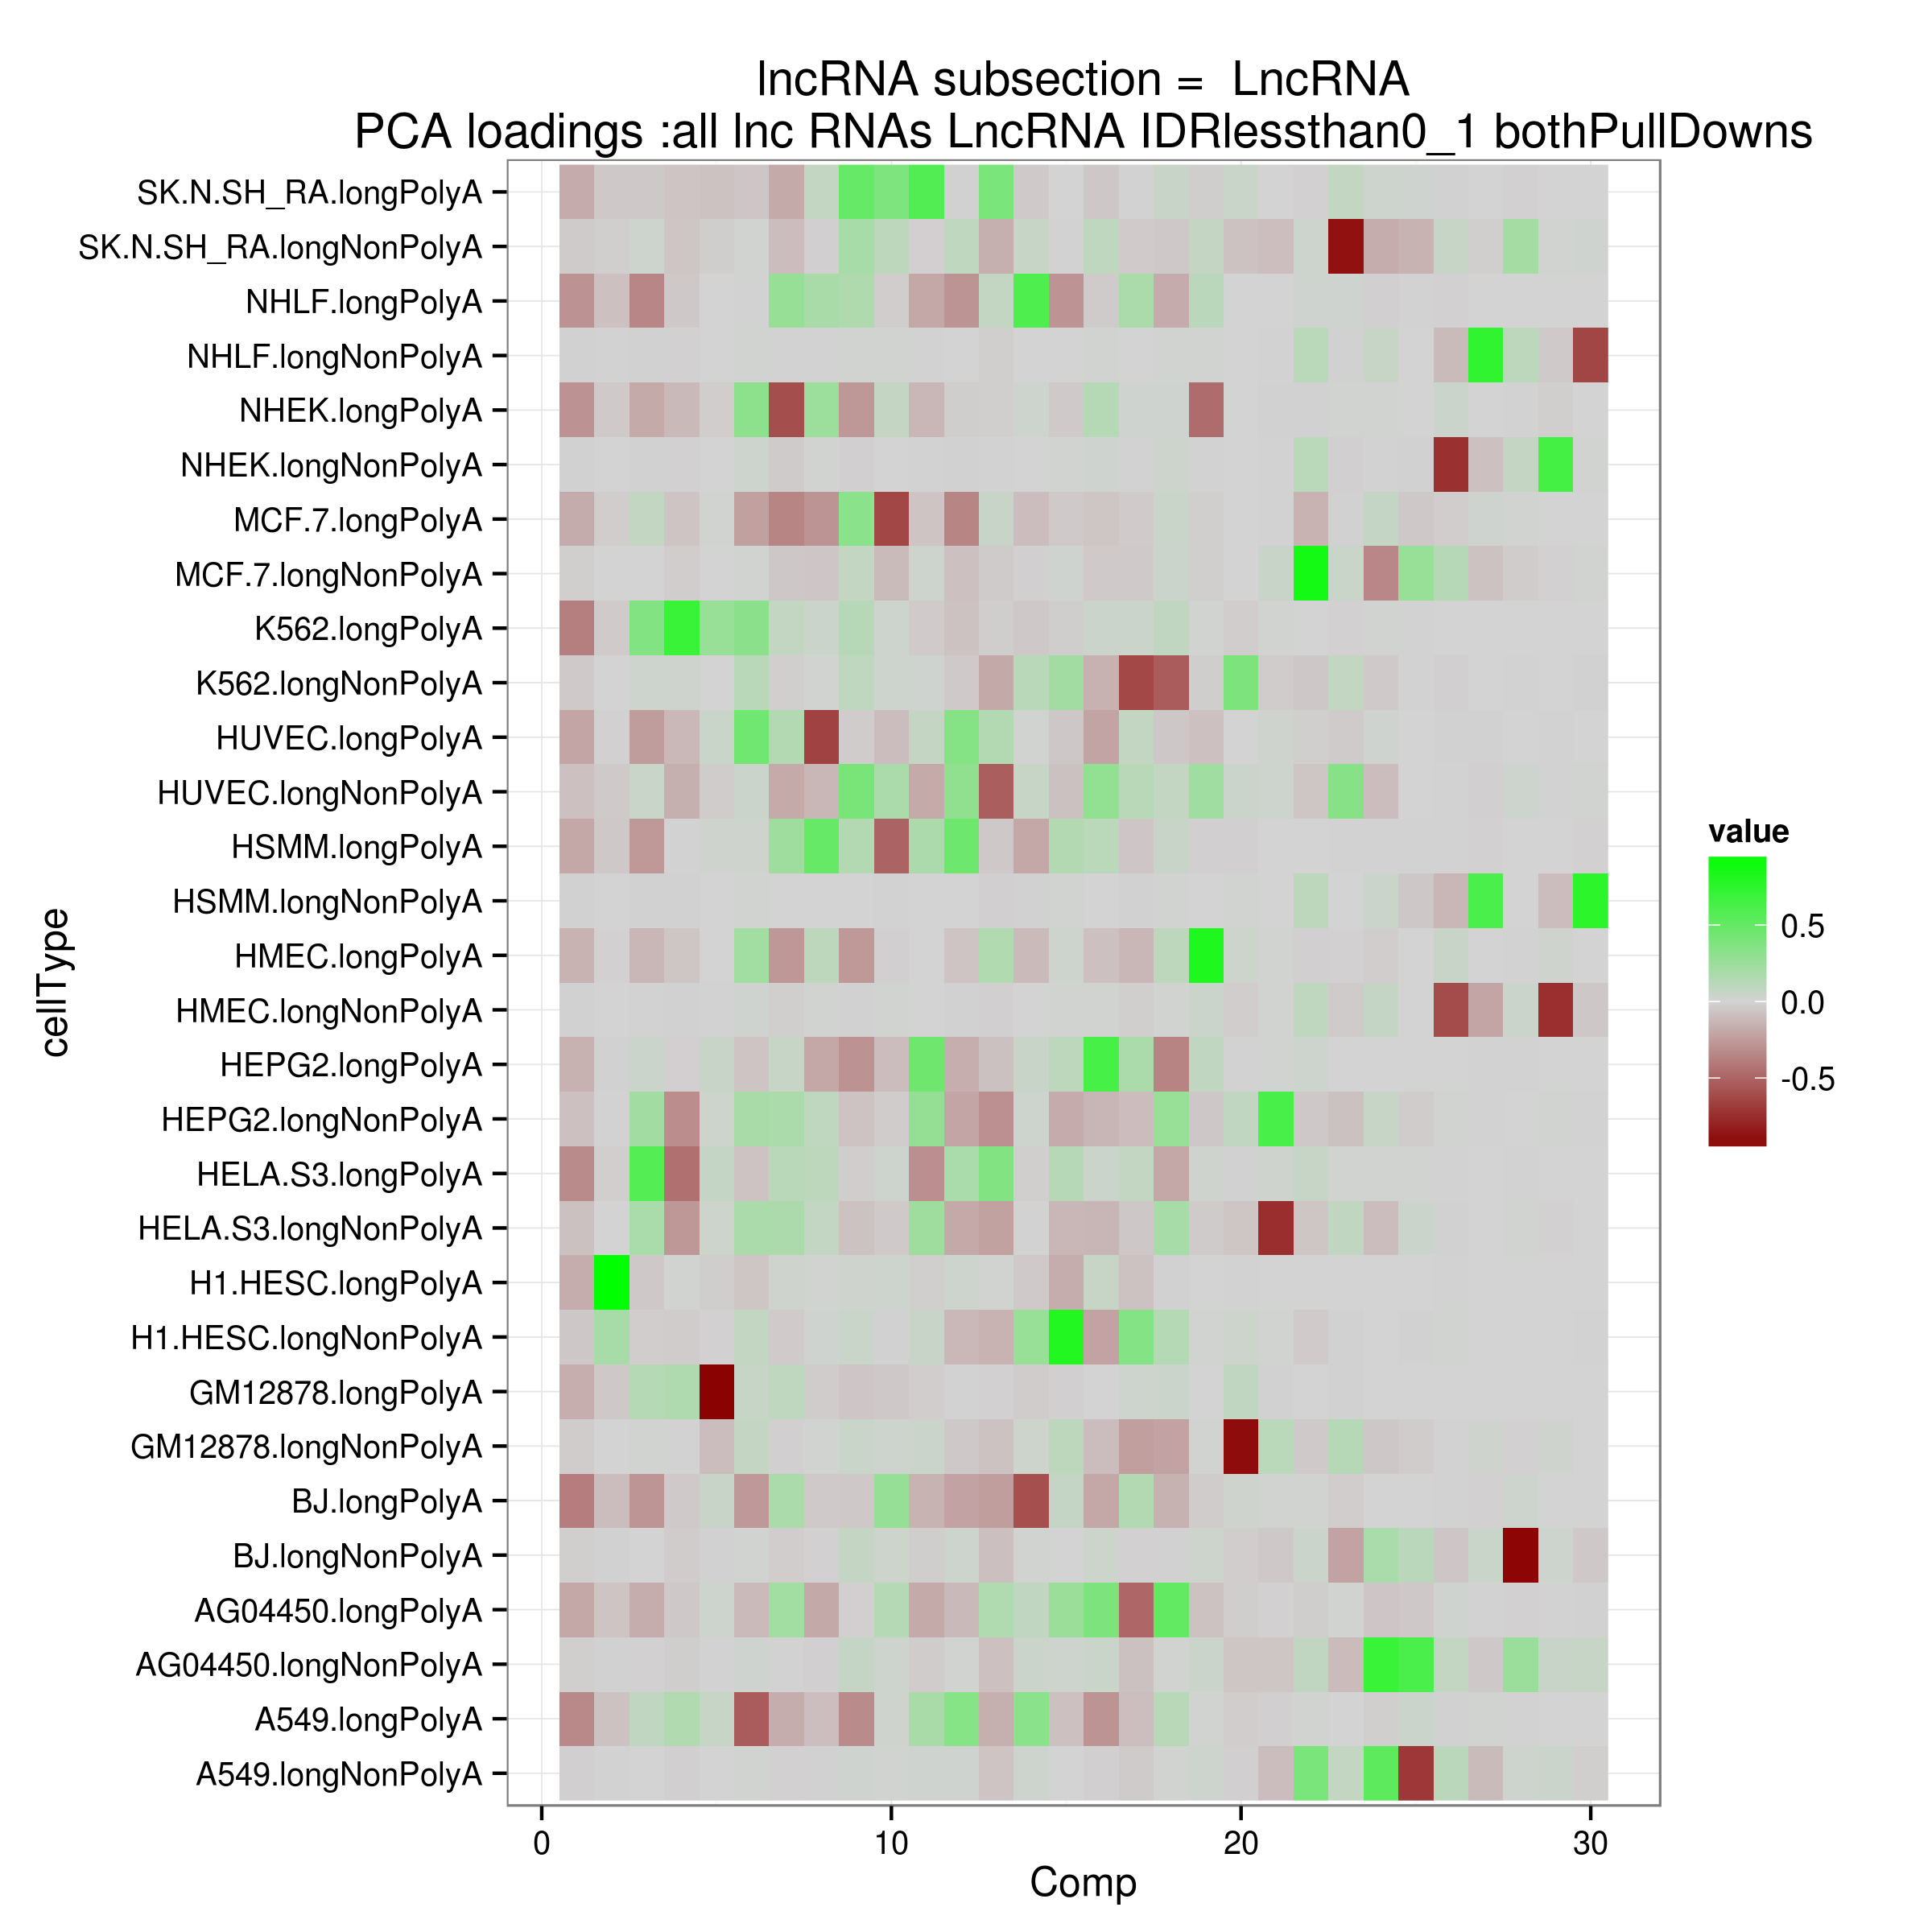 lncRNA subsection =  LncRNA
PCA loadings :all lnc RNAs LncRNA IDRlessthan0_1 bothPullDowns
SK.N.SH_RA.longPolyA
SK.N.SH_RA.longNonPolyA
NHLF.longPolyA
NHLF.longNonPolyA
NHEK.longPolyA
NHEK.longNonPolyA
MCF.7.longPolyA
MCF.7.longNonPolyA
K562.longPolyA
K562.longNonPolyA
HUVEC.longPolyA
HUVEC.longNonPolyA
HSMM.longPolyA
HSMM.longNonPolyA
HMEC.longPolyA
HMEC.longNonPolyA
HEPG2.longPolyA
HEPG2.longNonPolyA
HELA.S3.longPolyA
HELA.S3.longNonPolyA
H1.HESC.longPolyA
H1.HESC.longNonPolyA
GM12878.longPolyA
GM12878.longNonPolyA
BJ.longPolyA
BJ.longNonPolyA
AG04450.longPolyA
AG04450.longNonPolyA
A549.longPolyA
A549.longNonPolyA
cellType
0 10 20 30
Comp
value
0.5
0.0
-0.5